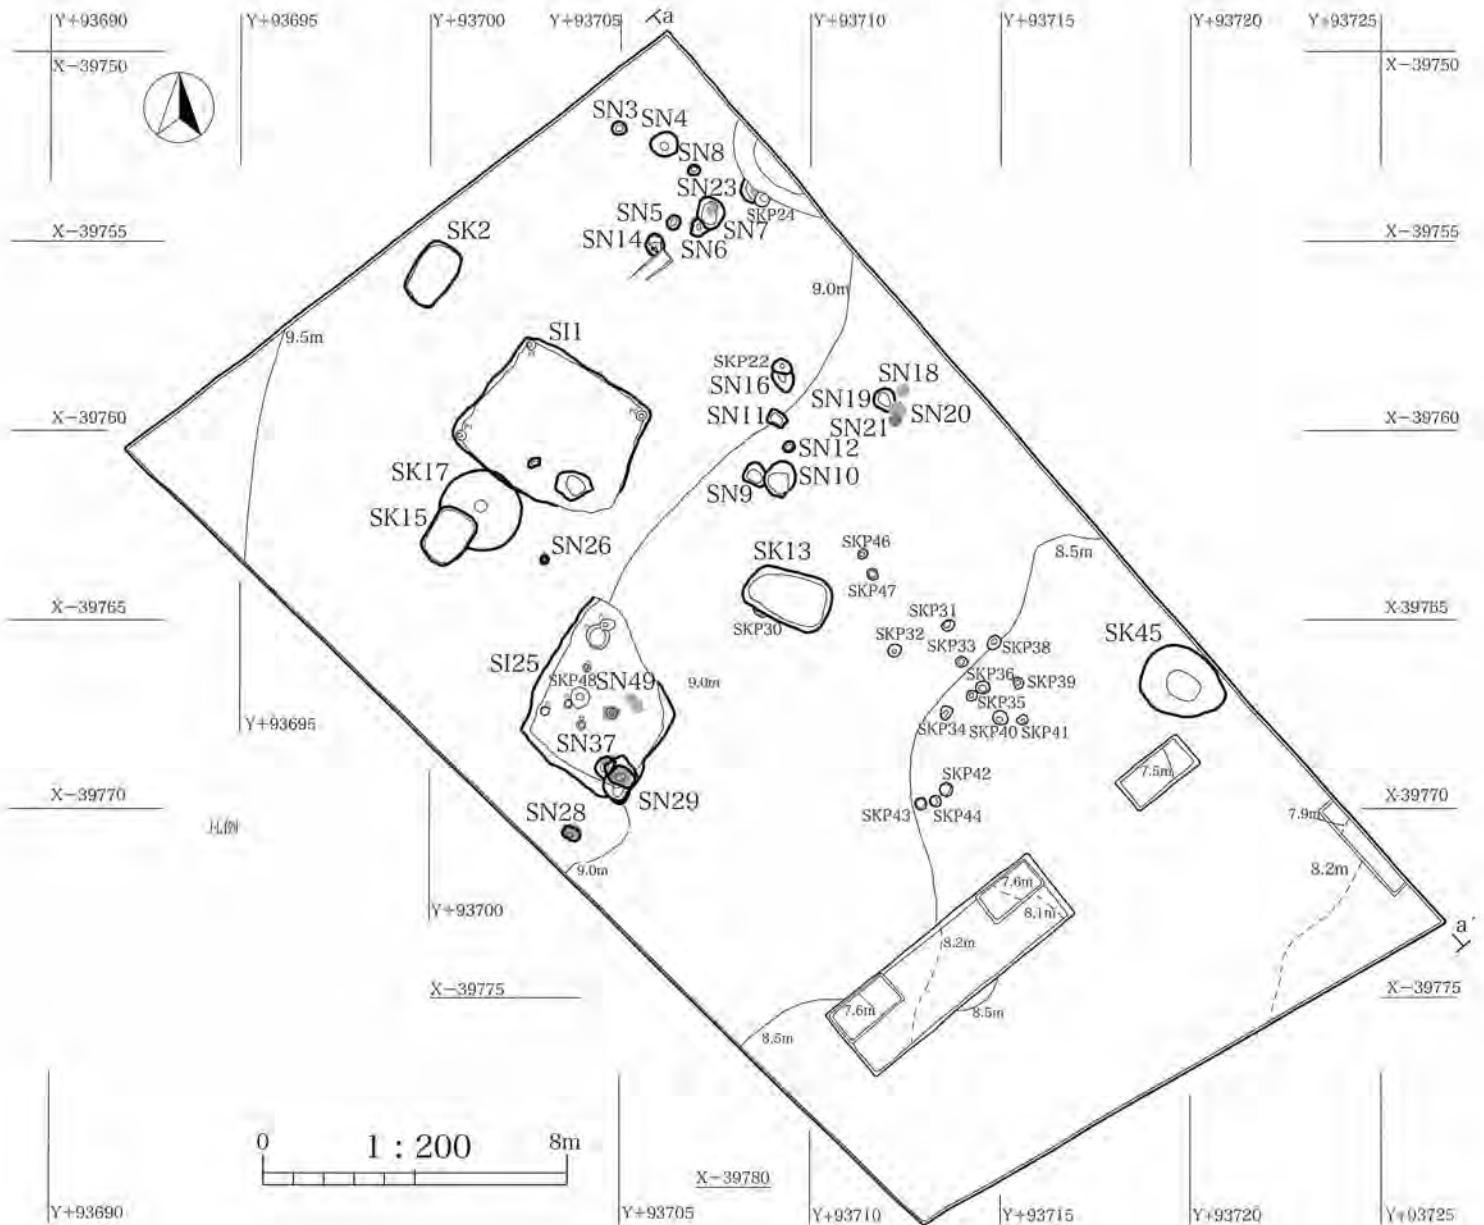 Y+93690
Y+93695
Y+93700
Y+93705
a
Y+93710
Y+93715
Y+93720
Y+93725
X-39750
X-39750
SN3
SN4
SN8
SN23
SKP24
SN5
SN7
SN14
SN6
X-39755
SK2
X-39755
9.0m
9.5m
SI1
SKP22
SN16
SN18
SN19
SN20
SN11
SN21
X-39760
X-39760
SN12
SK17
SN9
SN10
SK15
SN26
SK13
SKP46
8.5m
SKP47
X-39765
X-39765
SKP31
SKP30
SKP32
SKP33
SKP38
SK45
SI25
SKP48
SN49
9.0m
SKP36
SKP39
SKP35
Y+93695
SKP34
SKP40
SKP41
SN37
7.5m
SKP42
SN29
SKP43
SKP44
X-39770
X-39770
SN28
凡例
7.9m
9.0m
8.2m
7.6m
Y+93700
8.1m
a´
8.2m
X-39775
X-39775
7.6m
8.5m
8.5m
0
1 : 200
8m
X-39780
Y+93690
Y+93705
Y+93710
Y+93715
Y+93720
Y+93725